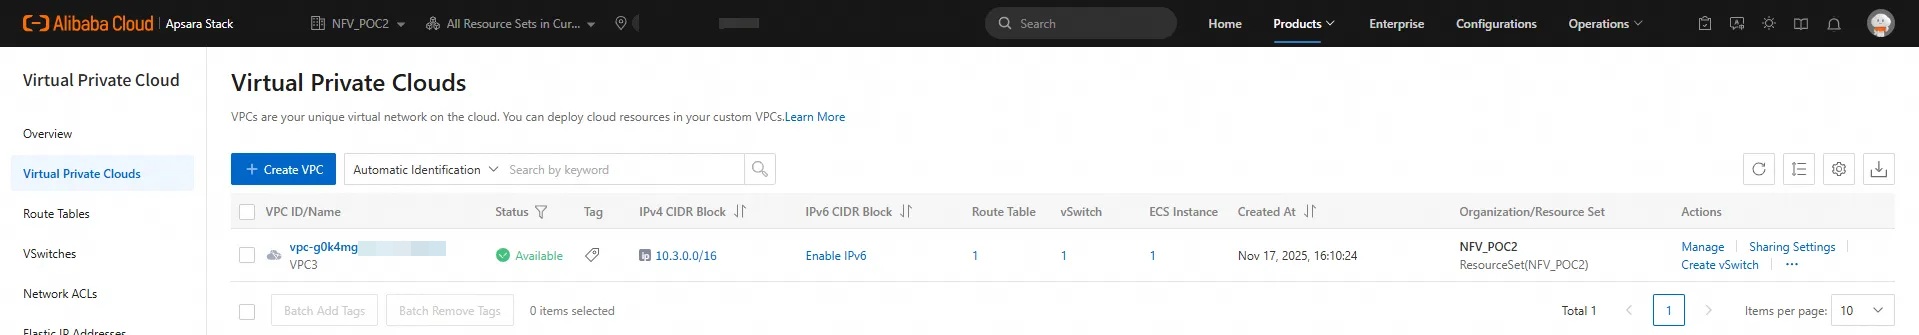 Alibaba Cloud | Apsara Stack NFV_POC2 All Resource Sets in Cur... Search Home Products Enterprise Configurations Operations
Virtual Private Cloud
Overview
Virtual Private Clouds
Route Tables
VSwitches
Network ACLs
Elastic IP Addresses
Virtual Private Clouds
VPCs are your unique virtual network on the cloud. You can deploy cloud resources in your custom VPCs.Learn More
+ Create VPC Automatic Identification Search by keyword
VPC ID/Name Status Tag IPv4 CIDR Block IPv6 CIDR Block Route Table vSwitch ECS Instance Created At Organization/Resource Set Actions
vpc-g0k4mg
VPC3
Available
10.3.0.0/16 Enable IPv6 1 1 1 Nov 17, 2025, 16:10:24
NFV_POC2
ResourceSet(NFV_POC2)
Manage | Sharing Settings |
Create vSwitch | ...
Batch Add Tags Batch Remove Tags 0 items selected Total 1 < 1 > Items per page: 10